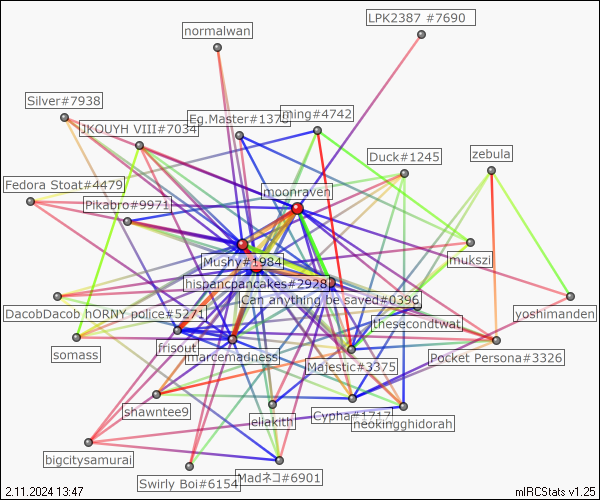 LPK2387 #7690
normalwan
Silver#7938
Eg.Master#1378
ming#4742
JKOUYH VIII#7034
Duck#1245
zebula
Fedora Stoat#4479
moonraven
Pikabro#9971
Mushy#1984
mukszi
hispancpancakes#2928
Can anything be saved#0396
DacobDacob hORNY police#5271
thesecondtwat
yoshimanden
somass
frisout
marcemadness
Majestic#3375
Pocket Persona#3326
shawntee9
eliakith
Cypha#1717
neokingghidorah
bigcitysamurai
Swirly Boi#6154
Madネコ#6901
2.11.2024 13:47
mIRCStats v1.25